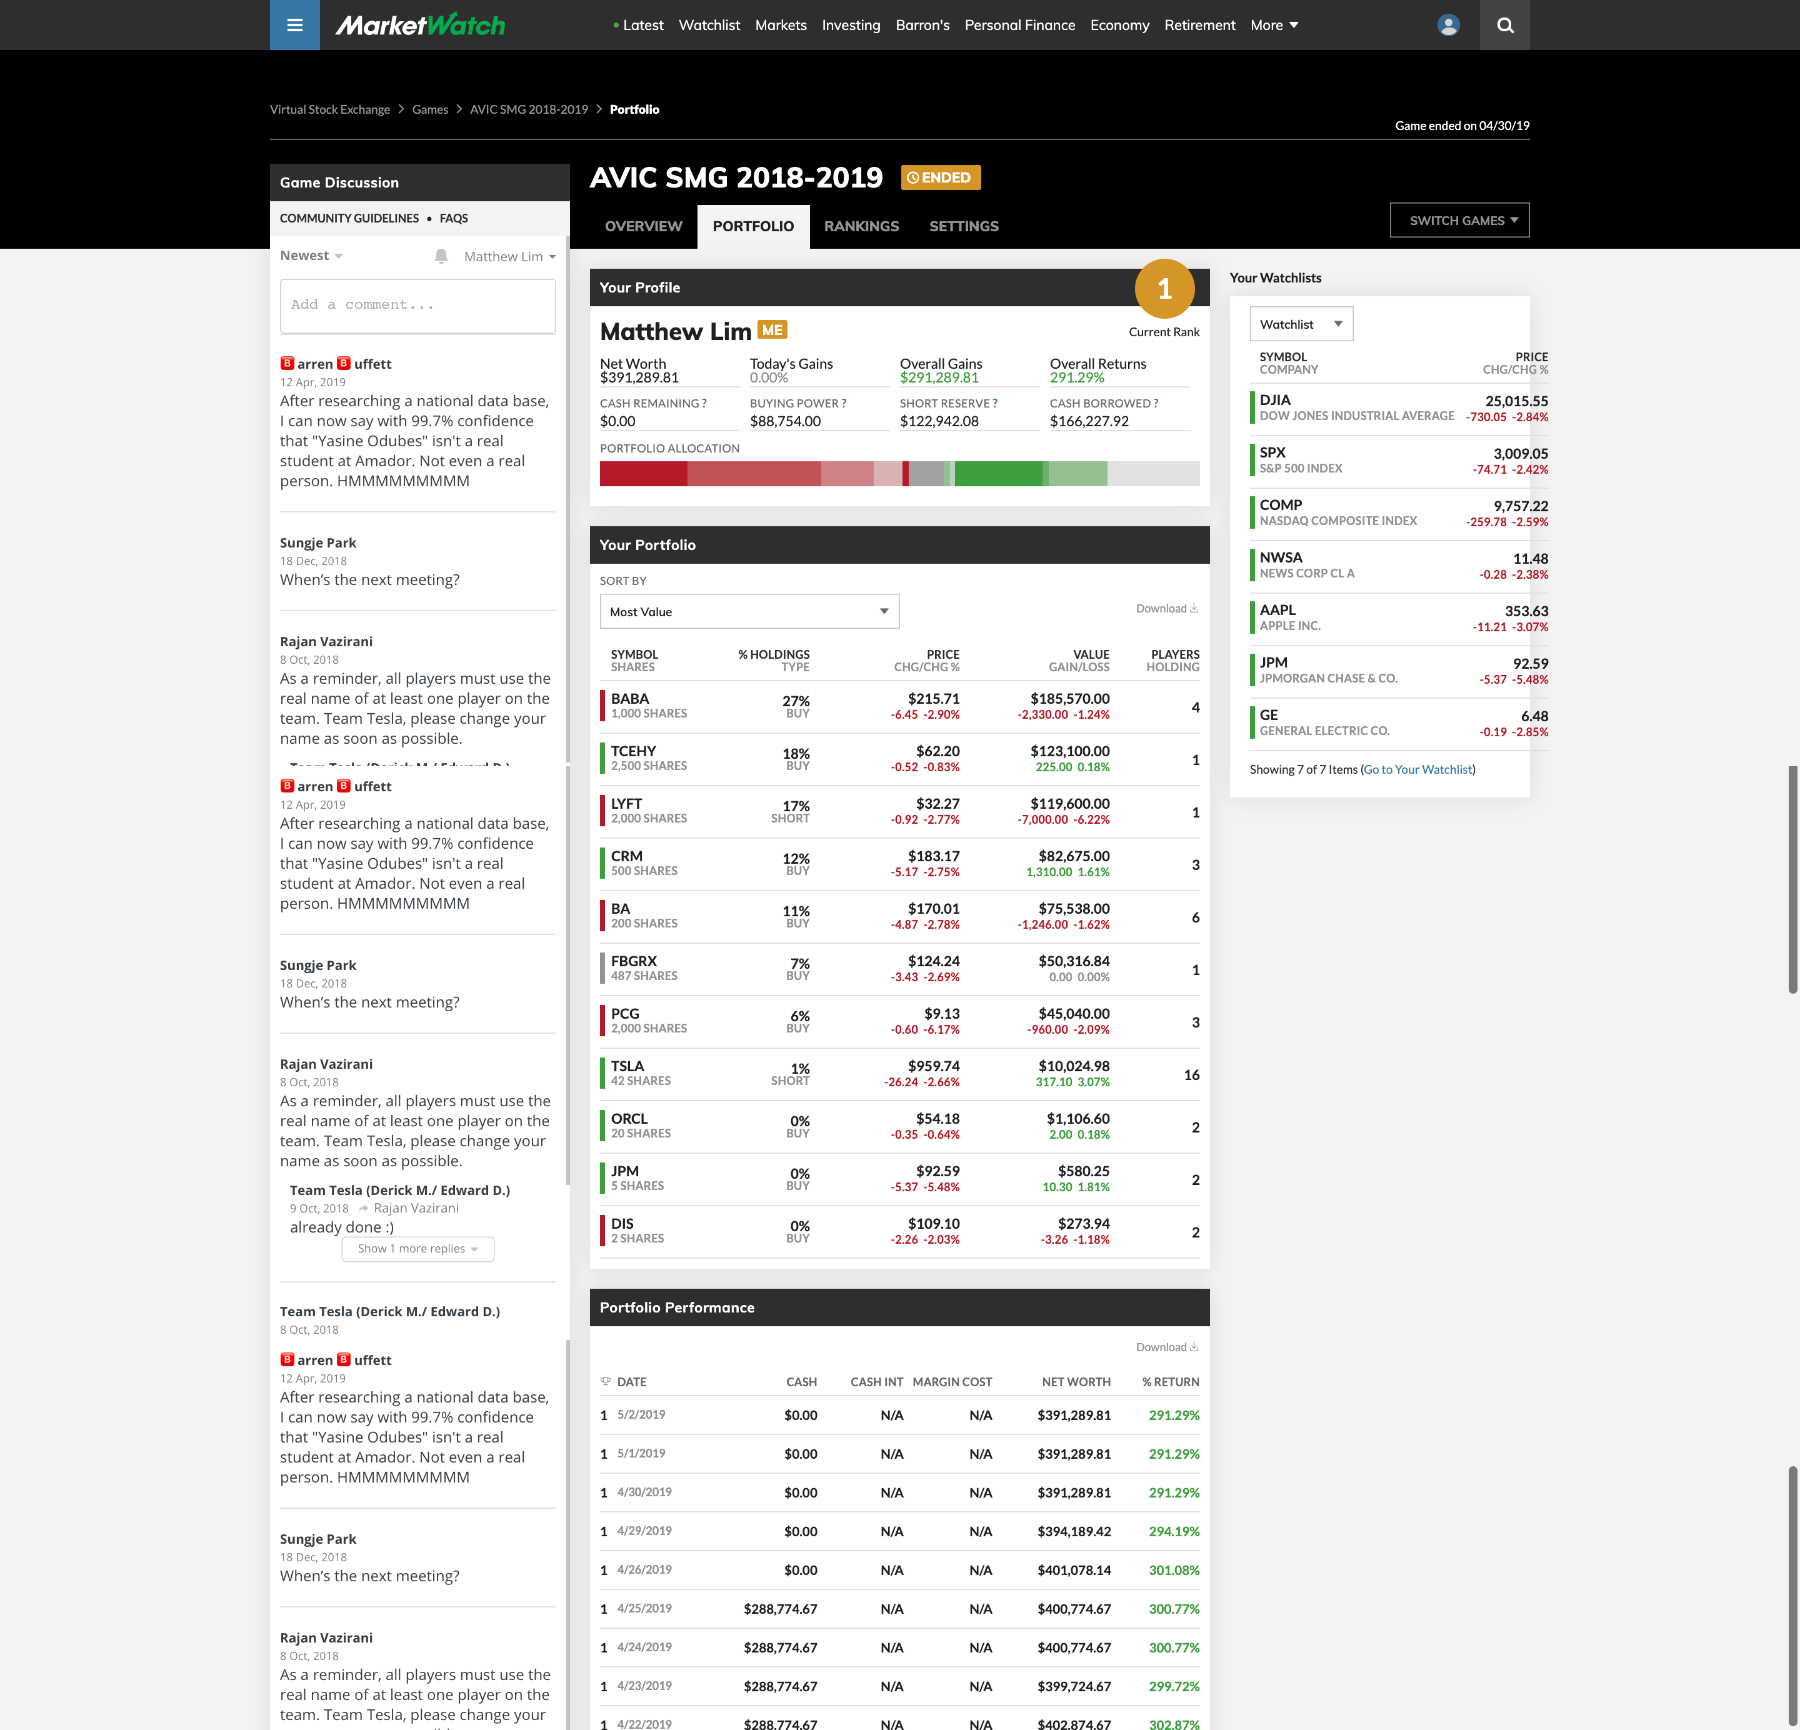 MarketWatch
• Latest Watchlist Markets Investing Barron's Personal Finance Economy Retirement More
Virtual Stock Exchange > Games > AVIC SMG 2018-2019 > Portfolio
Game ended on 04/30/19
Game Discussion
COMMUNITY GUIDELINES • FAQS
Newest Matthew Lim
Add a comment...
B arren B uffett
12 Apr, 2019
After researching a national data base,
I can now say with 99.7% confidence
that "Yasine Odubes" isn't a real
student at Amador. Not even a real
person. HMMMMMMMMM
Sungje Park
18 Dec, 2018
When's the next meeting?
Rajan Vazirani
8 Oct, 2018
As a reminder, all players must use the
real name of at least one player on the
team. Team Tesla, please change your
name as soon as possible.
B arren B uffett
12 Apr, 2019
After researching a national data base,
I can now say with 99.7% confidence
that "Yasine Odubes" isn't a real
student at Amador. Not even a real
person. HMMMMMMMMM
Sungje Park
18 Dec, 2018
When's the next meeting?
Rajan Vazirani
8 Oct, 2018
As a reminder, all players must use the
real name of at least one player on the
team. Team Tesla, please change your
name as soon as possible.
Team Tesla (Derick M./ Edward D.)
9 Oct, 2018 Rajan Vazirani
already done :)
Show 1 more replies
Team Tesla (Derick M./ Edward D.)
8 Oct, 2018
B arren B uffett
12 Apr, 2019
After researching a national data base,
I can now say with 99.7% confidence
that "Yasine Odubes" isn't a real
student at Amador. Not even a real
person. HMMMMMMMMM
Sungje Park
18 Dec, 2018
When's the next meeting?
Rajan Vazirani
8 Oct, 2018
As a reminder, all players must use the
real name of at least one player on the
team. Team Tesla, please change your
AVIC SMG 2018-2019 ENDED
OVERVIEW PORTFOLIO RANKINGS SETTINGS
SWITCH GAMES
Your Profile
1
Current Rank
Matthew Lim ME
Net Worth Today's Gains Overall Gains Overall Returns
$391,289.81 0.00% $291,289.81 291.29%
CASH REMAINING ? BUYING POWER ? SHORT RESERVE ? CASH BORROWED ?
$0.00 $88,754.00 $122,942.08 $166,227.92
PORTFOLIO ALLOCATION
Your Portfolio
SORT BY
Most Value
Download
SYMBOL % HOLDINGS PRICE VALUE PLAYERS
SHARES TYPE CHG/CHG % GAIN/LOSS HOLDING
BABA 27% $215.71 $185,570.00 4
1,000 SHARES BUY -6.45 -2.90% -2,330.00 -1.24%
TCEHY 18% $62.20 $123,100.00 1
2,500 SHARES BUY -0.52 -0.83% 225.00 0.18%
LYFT 17% $32.27 $119,600.00 1
2,000 SHARES SHORT -0.92 -2.77% -7,000.00 -6.22%
CRM 12% $183.17 $82,675.00 3
500 SHARES BUY -5.17 -2.75% 1,310.00 1.61%
BA 11% $170.01 $75,538.00 6
200 SHARES BUY -4.87 -2.78% -1,246.00 -1.62%
FBGRX 7% $124.24 $50,316.84 1
487 SHARES BUY -3.43 -2.69% 0.00 0.00%
PCG 6% $9.13 $45,040.00 3
2,000 SHARES BUY -0.60 -6.17% -960.00 -2.09%
TSLA 1% $959.74 $10,024.98 16
42 SHARES SHORT -26.24 -2.66% 317.10 3.07%
ORCL 0% $54.18 $1,106.60 2
20 SHARES BUY -0.35 -0.64% 2.00 0.18%
JPM 0% $92.59 $580.25 2
5 SHARES BUY -5.37 -5.48% 10.30 1.81%
DIS 0% $109.10 $273.94 2
2 SHARES BUY -2.26 -2.03% -3.26 -1.18%
Portfolio Performance
Download
DATE CASH CASH INT MARGIN COST NET WORTH % RETURN
1 5/2/2019 $0.00 N/A N/A $391,289.81 291.29%
1 5/1/2019 $0.00 N/A N/A $391,289.81 291.29%
1 4/30/2019 $0.00 N/A N/A $391,289.81 291.29%
1 4/29/2019 $0.00 N/A N/A $394,189.42 294.19%
1 4/26/2019 $0.00 N/A N/A $401,078.14 301.08%
1 4/25/2019 $288,774.67 N/A N/A $400,774.67 300.77%
1 4/24/2019 $288,774.67 N/A N/A $400,774.67 300.77%
1 4/23/2019 $288,774.67 N/A N/A $399,724.67 299.72%
1 4/22/2019 $288,774.67 N/A N/A $402,874.67 302.87%
Your Watchlists
Watchlist
SYMBOL PRICE
COMPANY CHG/CHG %
DJIA 25,015.55
DOW JONES INDUSTRIAL AVERAGE -730.05 -2.84%
SPX 3,009.05
S&P 500 INDEX -74.71 -2.42%
COMP 9,757.22
NASDAQ COMPOSITE INDEX -259.78 -2.59%
NWSA 11.48
NEWS CORP CL A -0.28 -2.38%
AAPL 353.63
APPLE INC. -11.21 -3.07%
JPM 92.59
JPMORGAN CHASE & CO. -5.37 -5.48%
GE 6.48
GENERAL ELECTRIC CO. -0.19 -2.85%
Showing 7 of 7 Items (Go to Your Watchlist)